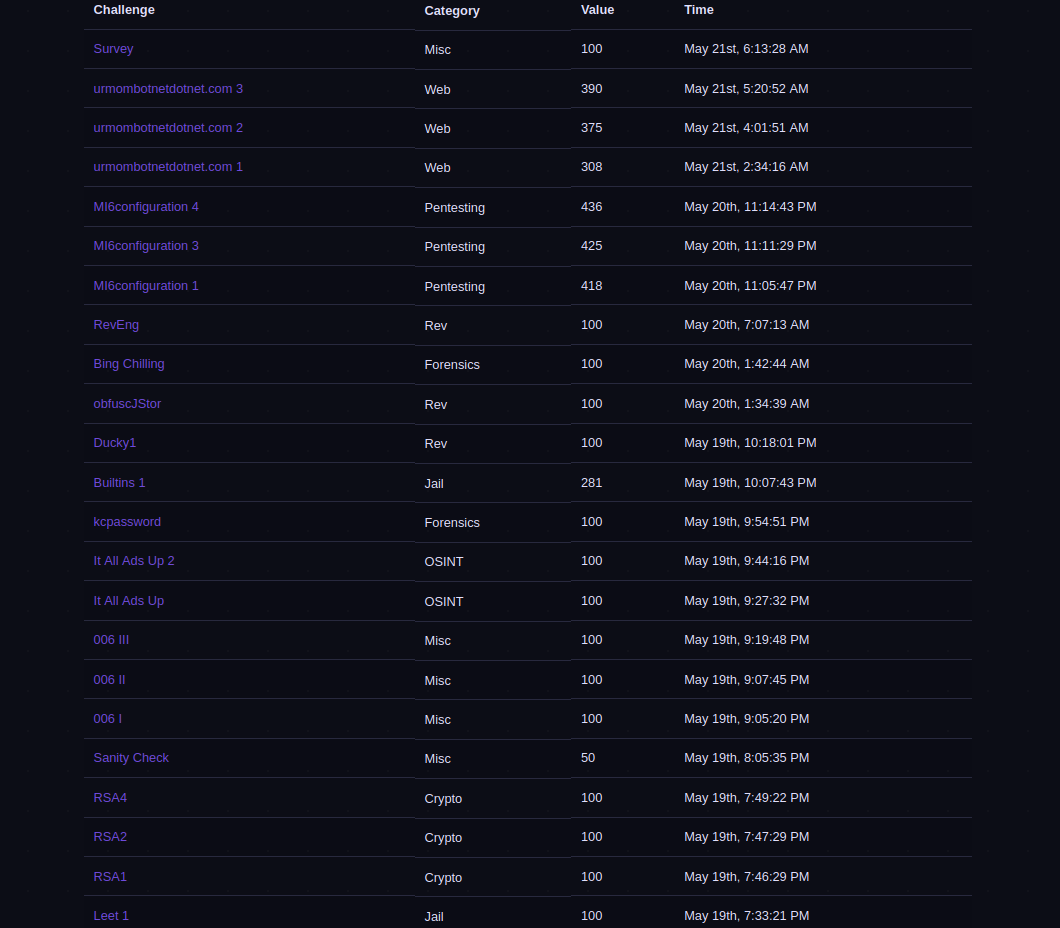 Challenge Category Value Time
Survey Misc 100 May 21st, 6:13:28 AM
urmombotnetdotnet.com 3 Web 390 May 21st, 5:20:52 AM
urmombotnetdotnet.com 2 Web 375 May 21st, 4:01:51 AM
urmombotnetdotnet.com 1 Web 308 May 21st, 2:34:16 AM
MI6configuration 4 Pentesting 436 May 20th, 11:14:43 PM
MI6configuration 3 Pentesting 425 May 20th, 11:11:29 PM
MI6configuration 1 Pentesting 418 May 20th, 11:05:47 PM
RevEng Rev 100 May 20th, 7:07:13 AM
Bing Chilling Forensics 100 May 20th, 1:42:44 AM
obfuscJStor Rev 100 May 20th, 1:34:39 AM
Ducky1 Rev 100 May 19th, 10:18:01 PM
Builtins 1 Jail 281 May 19th, 10:07:43 PM
kcpassword Forensics 100 May 19th, 9:54:51 PM
It All Ads Up 2 OSINT 100 May 19th, 9:44:16 PM
It All Ads Up OSINT 100 May 19th, 9:27:32 PM
006 III Misc 100 May 19th, 9:19:48 PM
006 II Misc 100 May 19th, 9:07:45 PM
006 I Misc 100 May 19th, 9:05:20 PM
Sanity Check Misc 50 May 19th, 8:05:35 PM
RSA4 Crypto 100 May 19th, 7:49:22 PM
RSA2 Crypto 100 May 19th, 7:47:29 PM
RSA1 Crypto 100 May 19th, 7:46:29 PM
Leet 1 Jail 100 May 19th, 7:33:21 PM